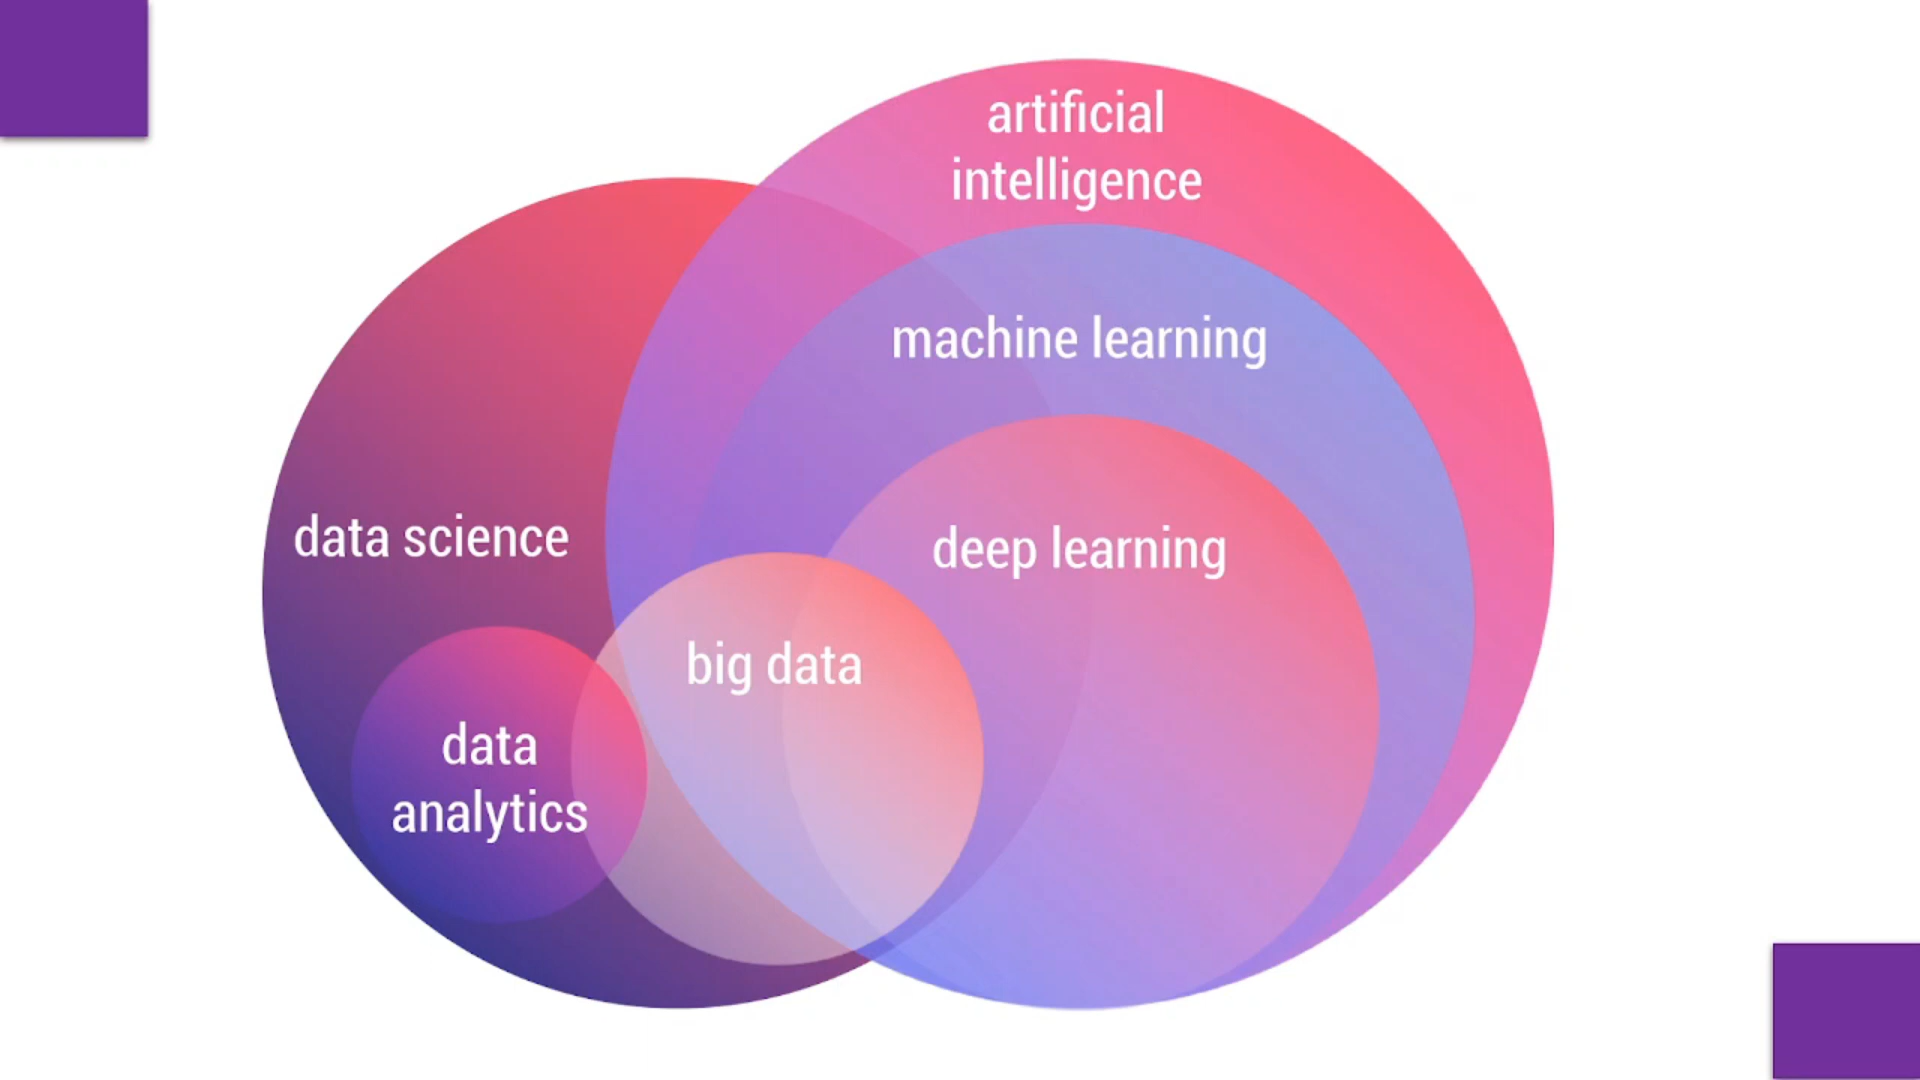 artificial
intelligence
machine learning
data science
deep learning
big data
data
analytics